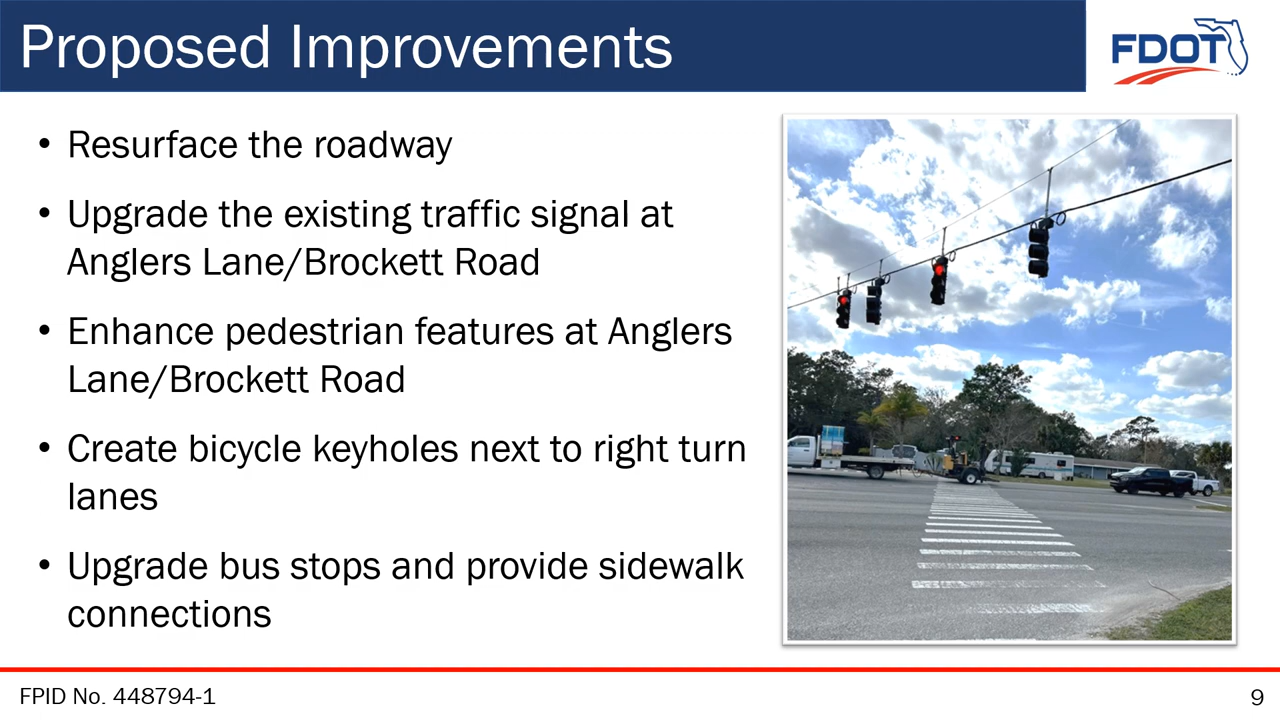 Proposed Improvements
FDOT
• Resurface the roadway
• Upgrade the existing traffic signal at
Anglers Lane/Brockett Road
• Enhance pedestrian features at Anglers
Lane/Brockett Road
• Create bicycle keyholes next to right turn
lanes
• Upgrade bus stops and provide sidewalk
connections
FPID No. 448794-1
9